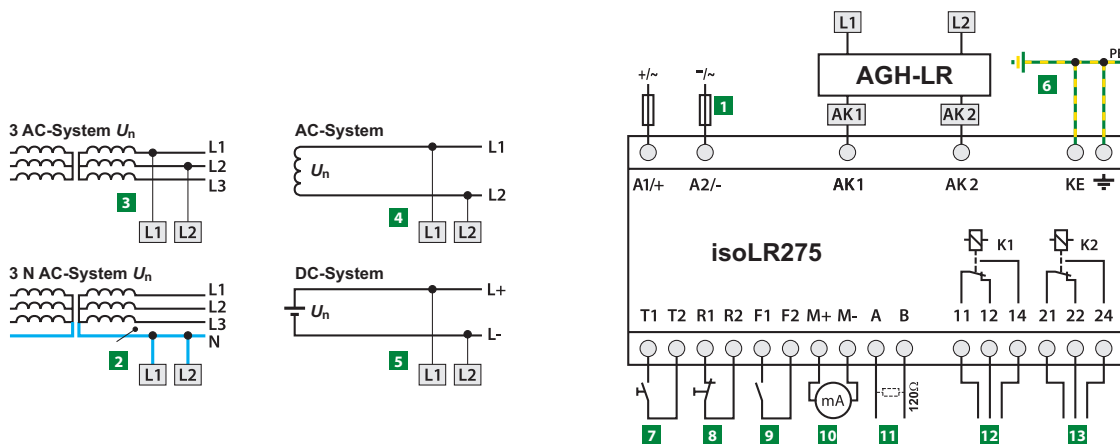 3 AC-System Un
L1
L2
L3
3
L1 L2
AC-System
Un
L1
L2
4
L1 L2
3 N AC-System Un
L1
L2
L3
N
2
L1 L2
DC-System
Un
L+
L-
5
L1 L2
L1 L2
AGH-LR
+/~ -/~
1
AK1 AK2
6
PE
A1/+ A2/- AK1 AK2 KE
isoLR275
K1 K2
T1 T2 R1 R2 F1 F2 M+ M- A B 11 12 14 21 22 24
mA
120Ω
7 8 9 10 11 12 13